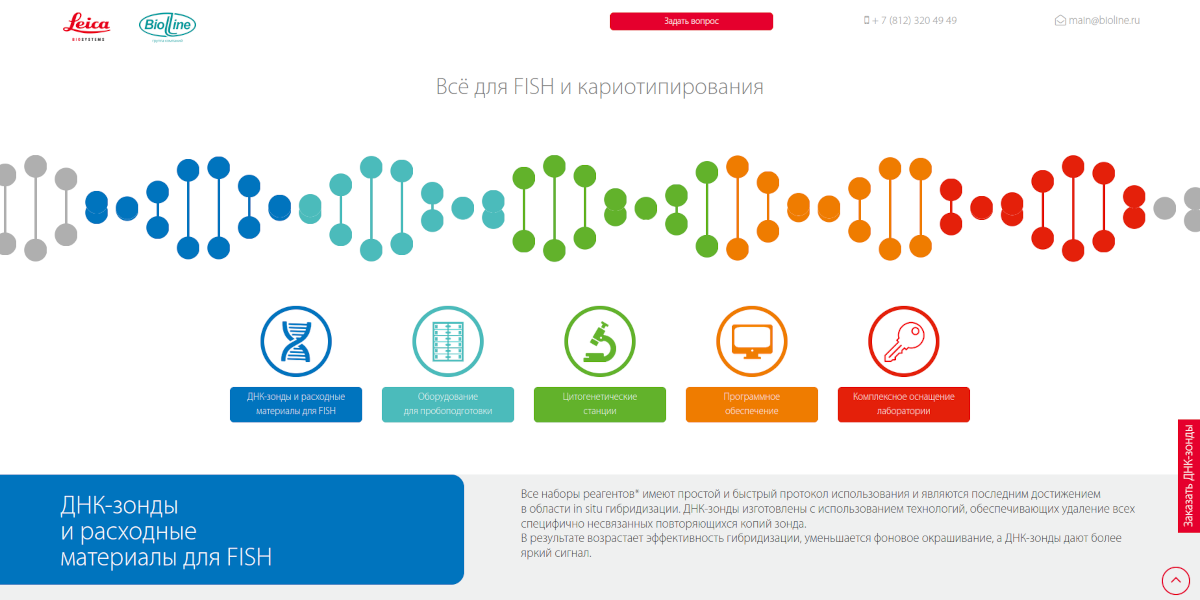 Leica
BIOSYSTEMS
BioLine
группа компаний
Задать вопрос
+ 7 (812) 320 49 49
main@bioline.ru
Всё для FISH и кариотипирования
ДНК-зонды и расходные
материалы для FISH
Оборудование
для пробоподготовки
Цитогенетические
станции
Программное
обеспечение
Комплексное оснащение
лаборатории
Заказать ДНК-зонды
ДНК-зонды
и расходные
материалы для FISH
Все наборы реагентов* имеют простой и быстрый протокол использования и являются последним достижением
в области in situ гибридизации. ДНК-зонды изготовлены с использованием технологий, обеспечивающих удаление всех
специфично несвязанных повторяющихся копий зонда.
В результате возрастает эффективность гибридизации, уменьшается фоновое окрашивание, а ДНК-зонды дают более
яркий сигнал.